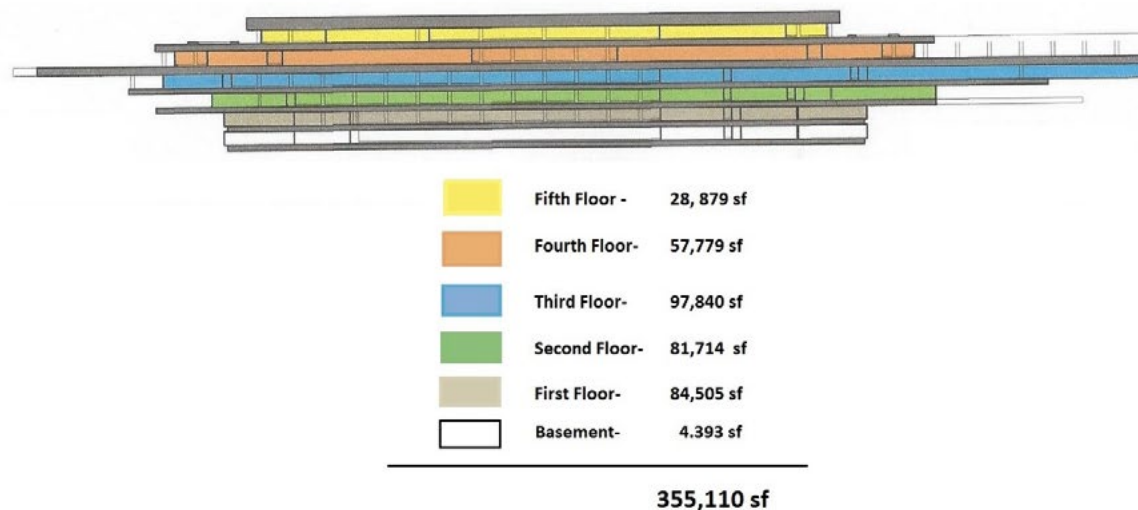 Fifth Floor - 28, 879 sf
Fourth Floor- 57,779 sf
Third Floor- 97,840 sf
Second Floor- 81,714 sf
First Floor- 84,505 sf
Basement- 4.393 sf
355,110 sf